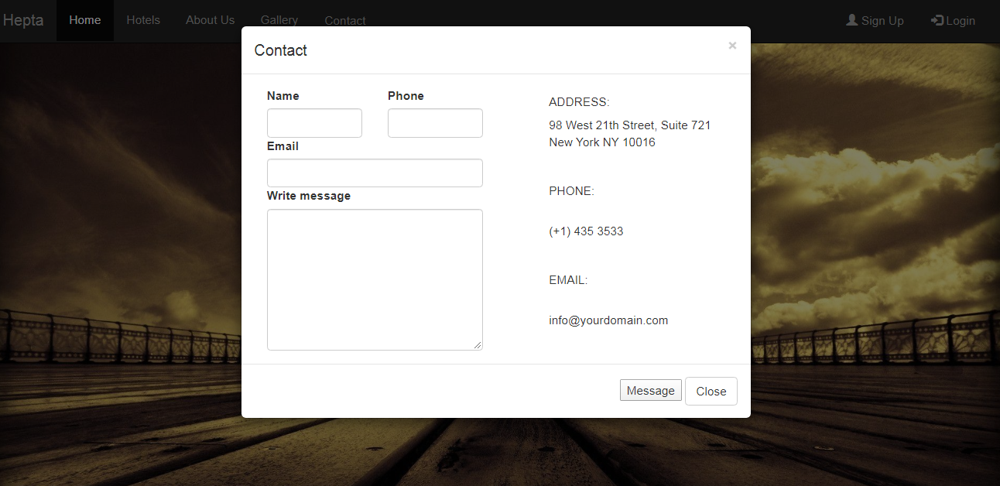 Hepta Home Hotels About Us Gallery Contact Sign Up Login
Contact ×
Name Phone
Email
Write message
ADDRESS:
98 West 21th Street, Suite 721
New York NY 10016
PHONE:
(+1) 435 3533
EMAIL:
info@yourdomain.com
Message Close